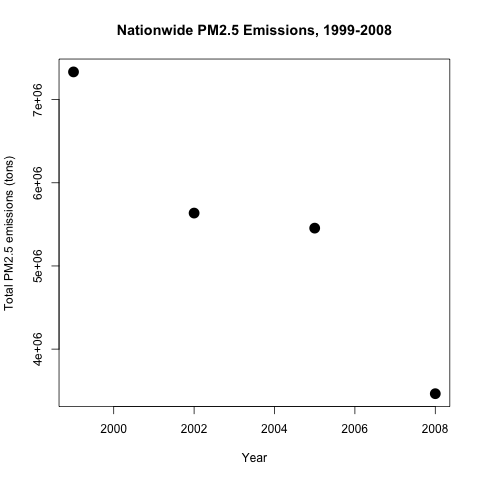 Nationwide PM2.5 Emissions, 1999-2008
Total PM2.5 emissions (tons)
7e+06
6e+06
5e+06
4e+06
2000 2002 2004 2006 2008
Year